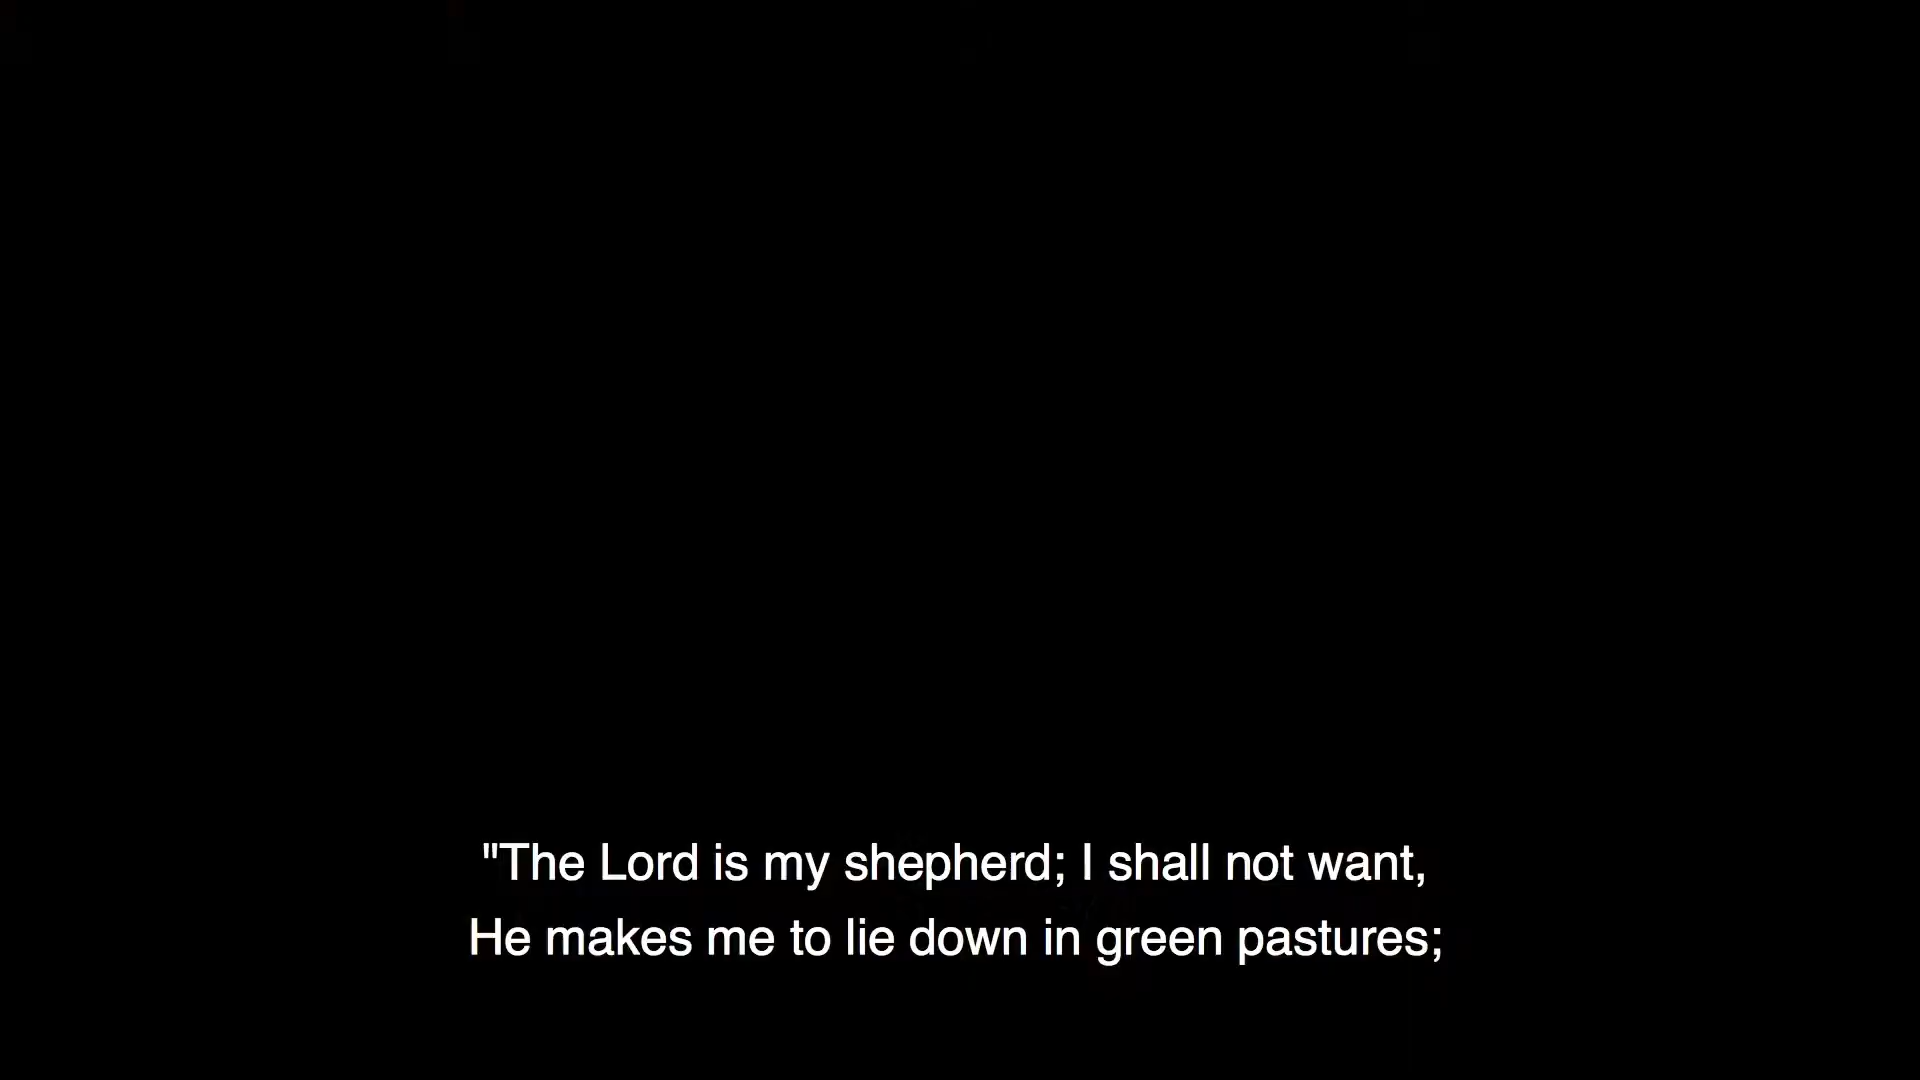 "The Lord is my shepherd; I shall not want,
He makes me to lie down in green pastures;